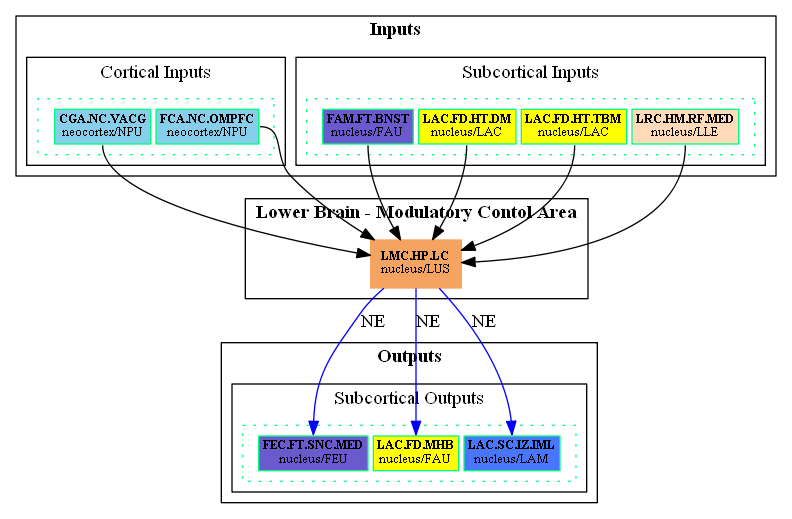 Inputs
Cortical Inputs
Subcortical Inputs
CGA.NC.VACG
neocortex/NPU
FCA.NC.OMPFC
neocortex/NPU
FAM.FT.BNST
nucleus/FAU
LAC.FD.HT.DM
nucleus/LAC
LAC.FD.HT.TBM
nucleus/LAC
LRC.HM.RF.MED
nucleus/LLE
Lower Brain - Modulatory Contol Area
LMC.HP.LC
nucleus/LUS
NE
NE
NE
Outputs
Subcortical Outputs
FEC.FT.SNC.MED
nucleus/FEU
LAC.FD.MHB
nucleus/FAU
LAC.SC.IZ.IML
nucleus/LAM